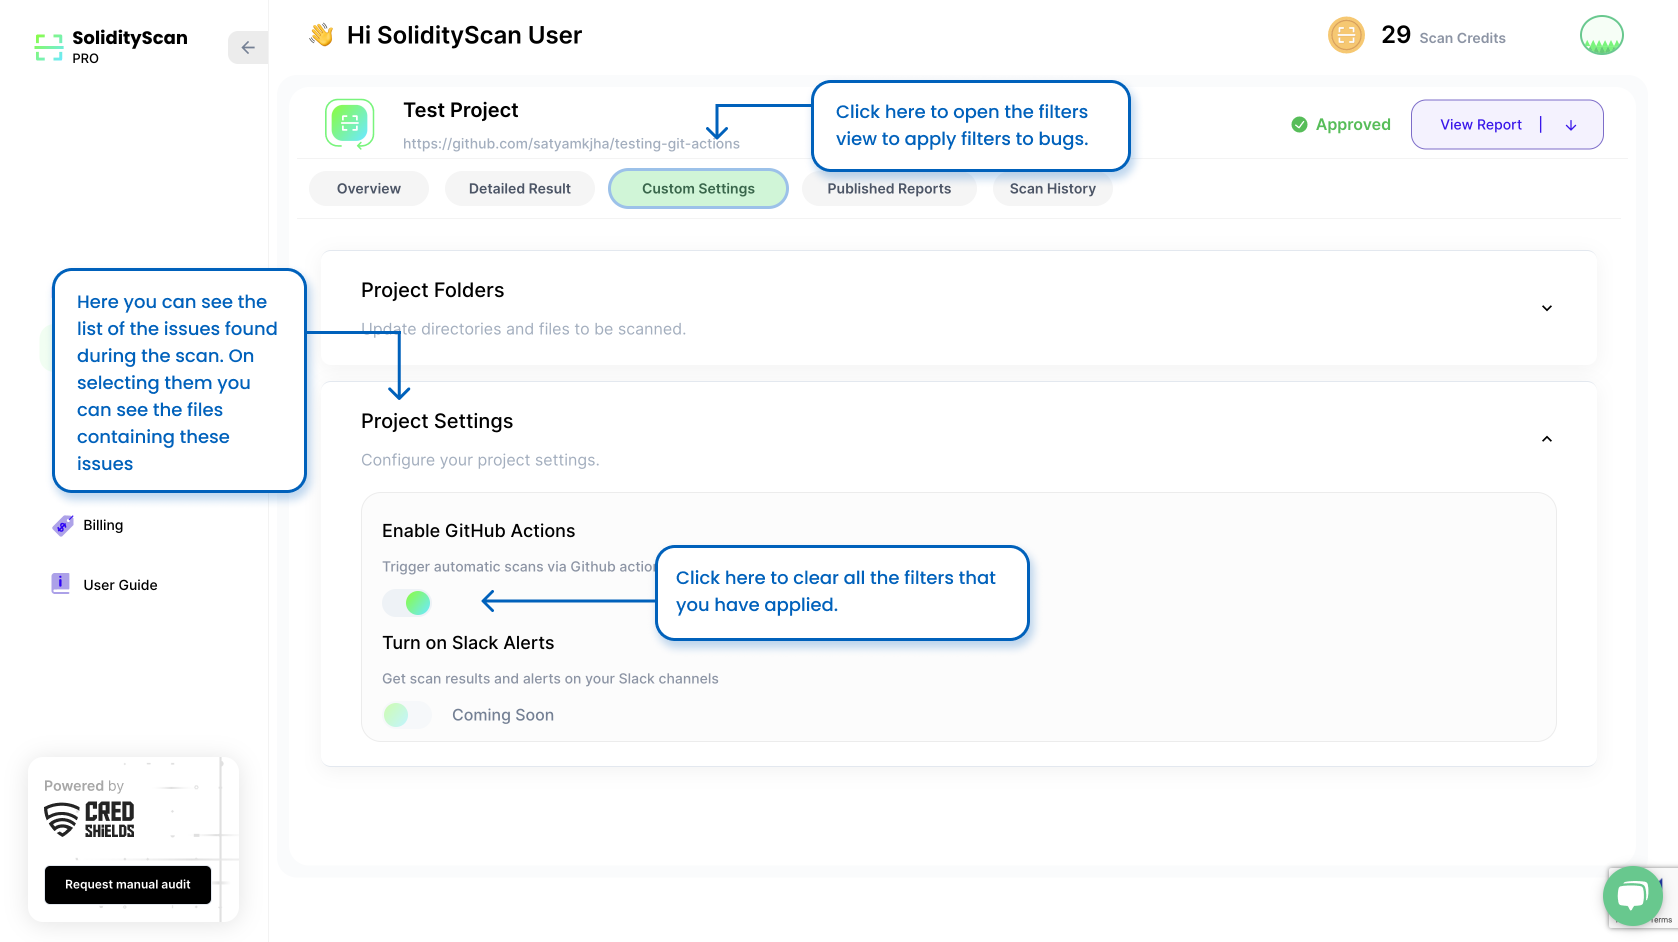 SolidityScan
PRO
Hi SolidityScan User
29 Scan Credits
Test Project
https://github.com/satyamkjha/testing-git-actions
Click here to open the filters
view to apply filters to bugs.
Approved
View Report
Overview
Detailed Result
Custom Settings
Published Reports
Scan History
Here you can see the
list of the issues found
during the scan. On
selecting them you
can see the files
containing these
issues
Project Folders
Update directories and files to be scanned.
Project Settings
Configure your project settings.
Billing
User Guide
Enable GitHub Actions
Trigger automatic scans via Github
Click here to clear all the filters that
you have applied.
Turn on Slack Alerts
Get scan results and alerts on your Slack channels
Coming Soon
Powered by
CRED
SHIELDS
Request manual audit